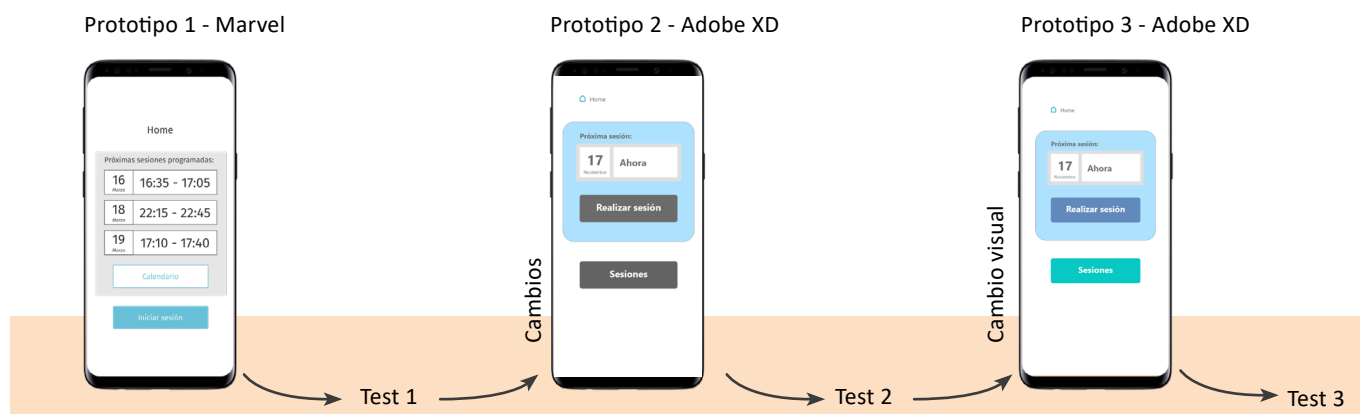 Prototipo 1 - Marvel
Home
Próximas sesiones programadas:
16
Marzo
16:35 - 17:05
18
Marzo
22:15 - 22:45
19
Marzo
17:10 - 17:40
Calendario
Iniciar sesión
Test 1
Cambios
Prototipo 2 - Adobe XD
Home
Próxima sesión:
17
Noviembre
Ahora
Realizar sesión
Sesiones
Test 2
Cambio visual
Prototipo 3 - Adobe XD
Home
Próxima sesión:
17
Noviembre
Ahora
Realizar sesión
Sesiones
Test 3